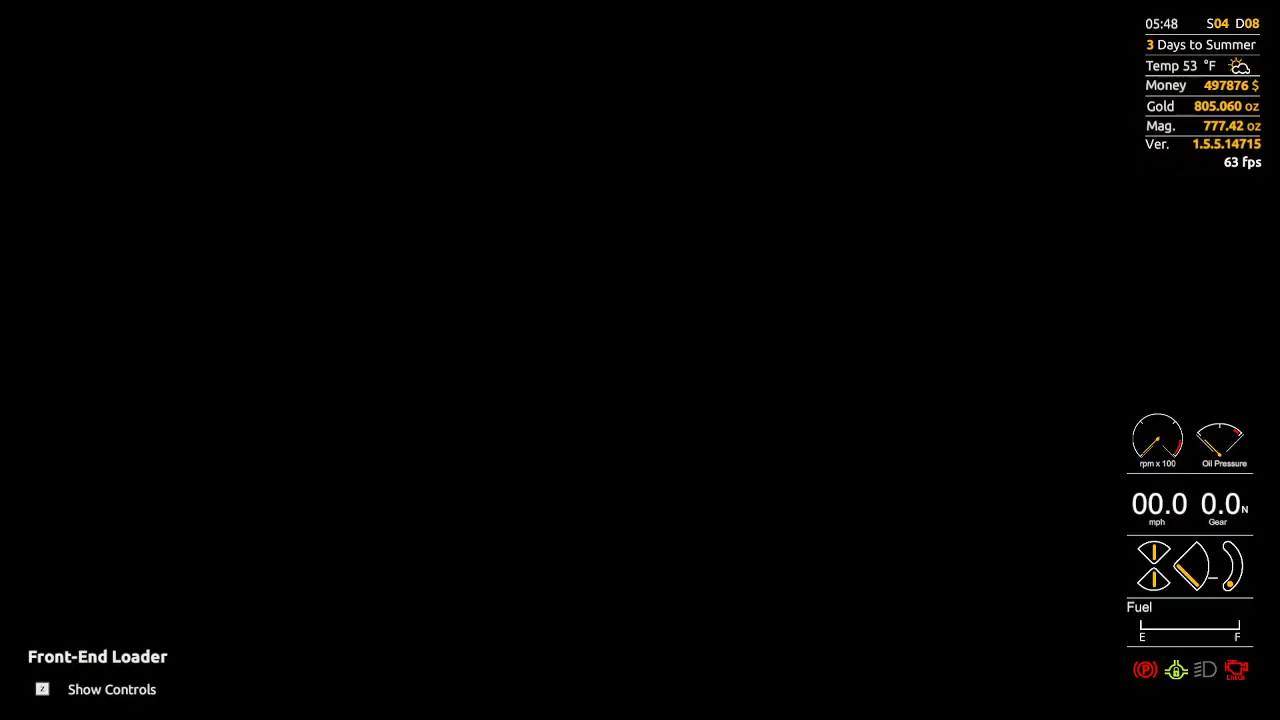 05:48 S04 D08
3 Days to Summer
Temp 53 °F
Money 497876 $
Gold 805.060 oz
Mag. 777.42 oz
Ver. 1.5.5.14715
63 fps
rpm x 100 Oil Pressure
00.0 0.0 N
mph Gear
Fuel
E F
Front-End Loader
P CHECK
Z Show Controls